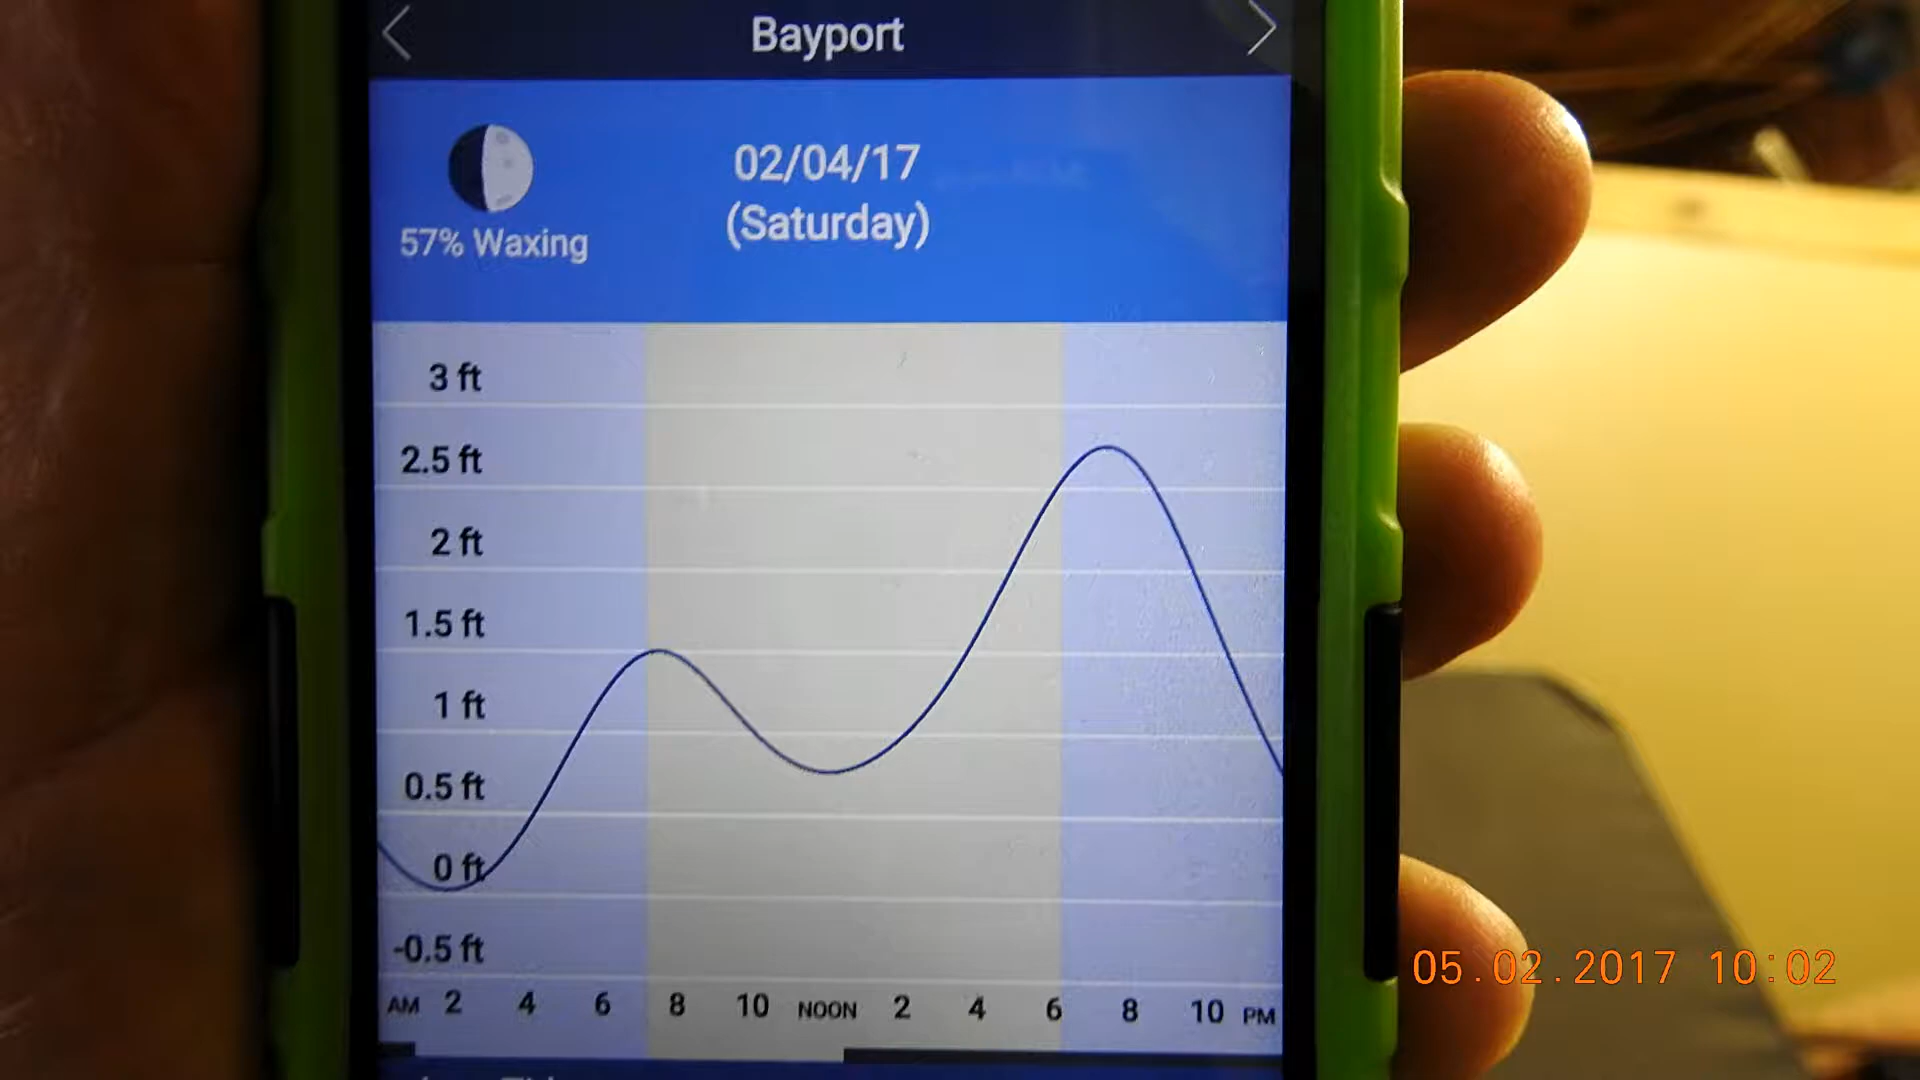 Bayport
02/04/17
(Saturday)
57% Waxing
3 ft
2.5 ft
2 ft
1.5 ft
1 ft
0.5 ft
0 ft
-0.5 ft
AM 2 4 6 8 10 NOON 2 4 6 8 10 PM
05.02.2017 10:02